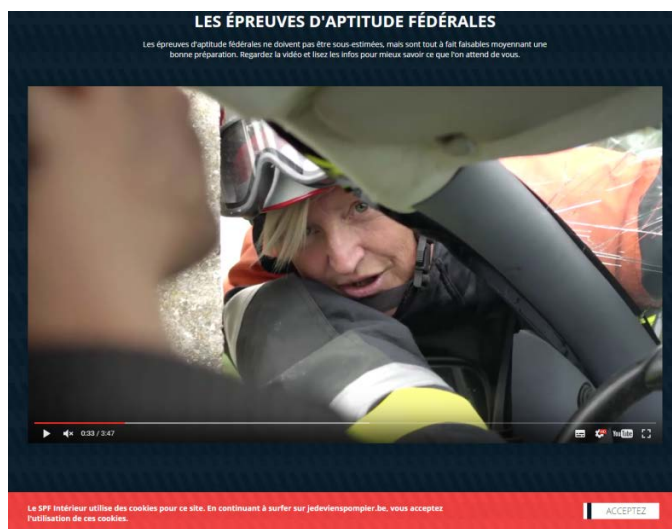 LES ÉPREUVES D'APTITUDE FÉDÉRALES
Les épreuves d'aptitude fédérales ne doivent pas être sous-estimées, mais sont tout à fait faisables moyennant une
bonne préparation. Regardez la vidéo et lisez les infos pour mieux savoir ce que l'on attend de vous.
0:33 / 3:47
YouTube
Le SPF Intérieur utilise des cookies pour ce site. En continuant à surfer sur jedevienspompier.be, vous acceptez
l'utilisation de ces cookies.
ACCEPTEZ